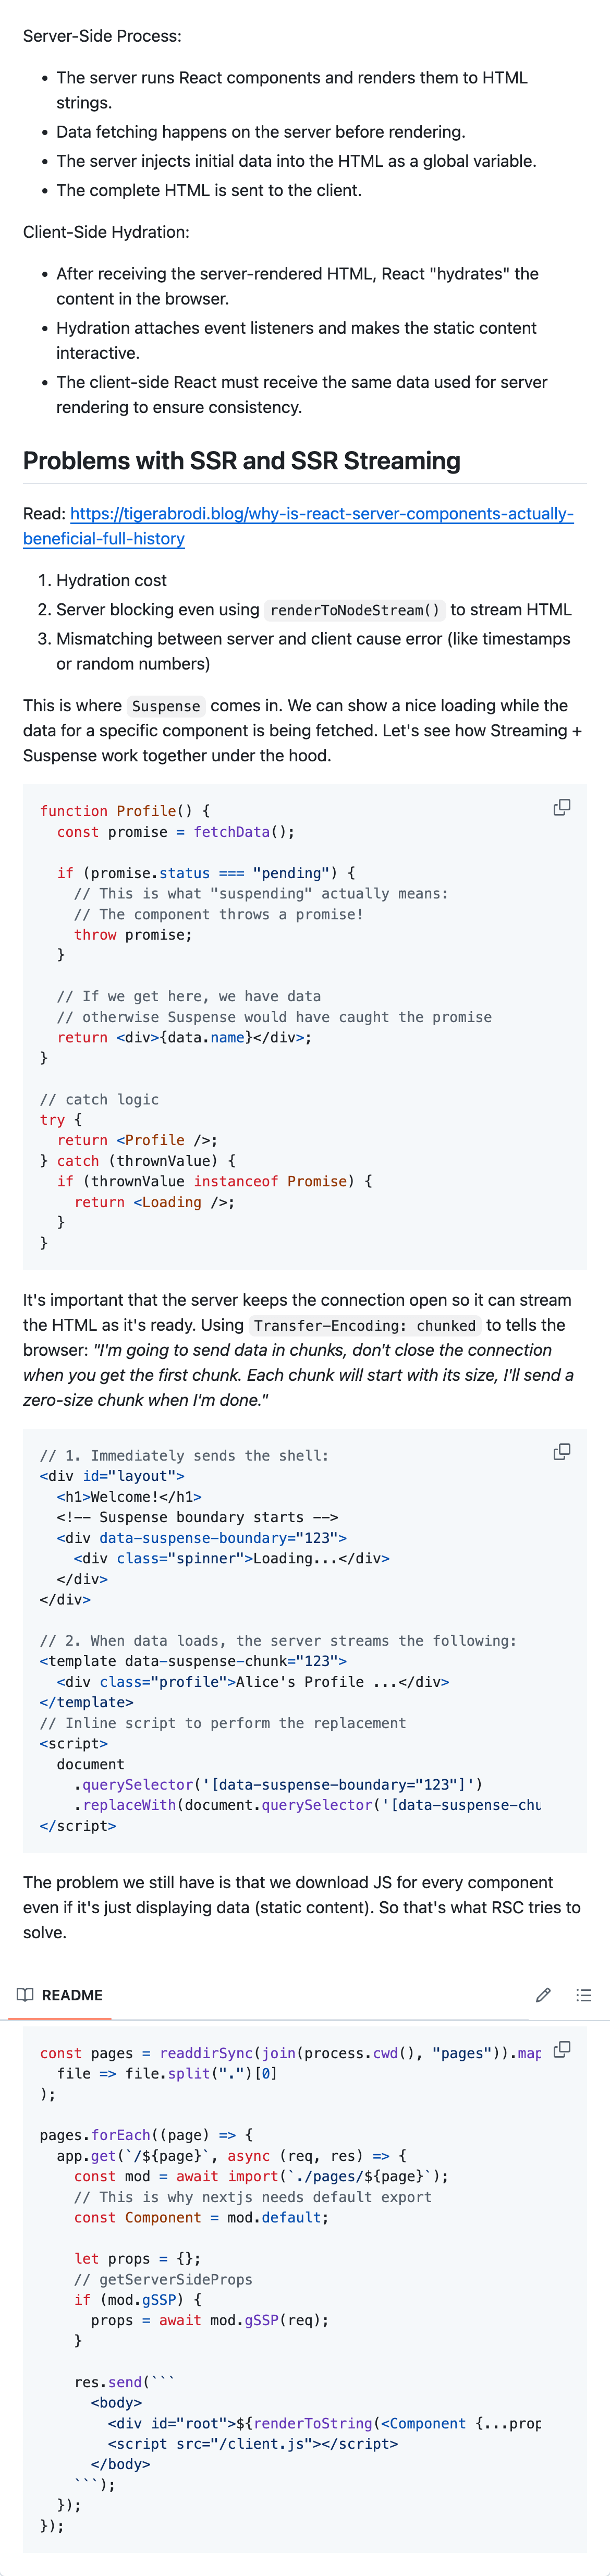 Server-Side Process:
• The server runs React components and renders them to HTML
strings.
• Data fetching happens on the server before rendering.
• The server injects initial data into the HTML as a global variable.
• The complete HTML is sent to the client.
Client-Side Hydration:
• After receiving the server-rendered HTML, React "hydrates" the
content in the browser.
• Hydration attaches event listeners and makes the static content
interactive.
• The client-side React must receive the same data used for server
rendering to ensure consistency.
Problems with SSR and SSR Streaming
Read: https://tigerabrodi.blog/why-is-react-server-components-actually-
beneficial-full-history
1. Hydration cost
2. Server blocking even using renderToNodeStream() to stream HTML
3. Mismatching between server and client cause error (like timestamps
or random numbers)
This is where Suspense comes in. We can show a nice loading while the
data for a specific component is being fetched. Let's see how Streaming +
Suspense work together under the hood.
function Profile() {
  const promise = fetchData();

  if (promise.status === "pending") {
    // This is what "suspending" actually means:
    // The component throws a promise!
    throw promise;
  }

  // If we get here, we have data
  // otherwise Suspense would have caught the promise
  return <div>{data.name}</div>;
}

// catch logic
try {
  return <Profile />;
} catch (thrownValue) {
  if (thrownValue instanceof Promise) {
    return <Loading />;
  }
}
It's important that the server keeps the connection open so it can stream
the HTML as it's ready. Using Transfer-Encoding: chunked to tells the
browser: "I'm going to send data in chunks, don't close the connection
when you get the first chunk. Each chunk will start with its size, I'll send a
zero-size chunk when I'm done."
// 1. Immediately sends the shell:
<div id="layout">
  <h1>Welcome!</h1>
  <!-- Suspense boundary starts -->
  <div data-suspense-boundary="123">
    <div class="spinner">Loading...</div>
  </div>
</div>

// 2. When data loads, the server streams the following:
<template data-suspense-chunk="123">
  <div class="profile">Alice's Profile ...</div>
</template>
// Inline script to perform the replacement
<script>
  document
    .querySelector('[data-suspense-boundary="123"]')
    .replaceWith(document.querySelector('[data-suspense-chu
</script>
The problem we still have is that we download JS for every component
even if it's just displaying data (static content). So that's what RSC tries to
solve.
README
const pages = readdirSync(join(process.cwd(), "pages")).map
  file => file.split(".")[0]
);

pages.forEach((page) => {
  app.get(`/${page}`, async (req, res) => {
    const mod = await import(`./pages/${page}`);
    // This is why nextjs needs default export
    const Component = mod.default;

    let props = {};
    // getServerSideProps
    if (mod.gSSP) {
      props = await mod.gSSP(req);
    }

    res.send(```
      <body>
        <div id="root">${renderToString(<Component {...prop
        <script src="/client.js"></script>
      </body>
    ```);
  });
});